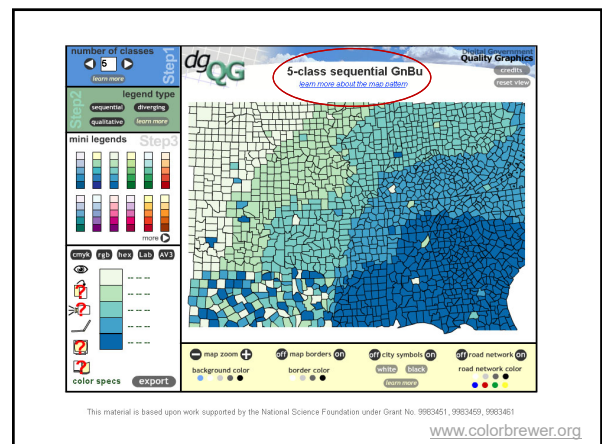 number of classes
5
learn more
Step1
Step2
legend type
sequential
diverging
qualitative
learn more
mini legends
Step3
more
cmyk rgb hex Lab AV3
?
?
?
?
-- -- --
-- -- --
-- -- --
-- -- --
-- -- --
color specs
export
dg
QG
5-class sequential GnBu
learn more about the map pattern
Digital Government
Quality Graphics
credits
reset view
map zoom
background color
off map borders on
border color
off city symbols on
white
black
learn more
off road network on
road network color
This material is based upon work supported by the National Science Foundation under Grant No. 9983451, 9983459, 9983461
www.colorbrewer.org